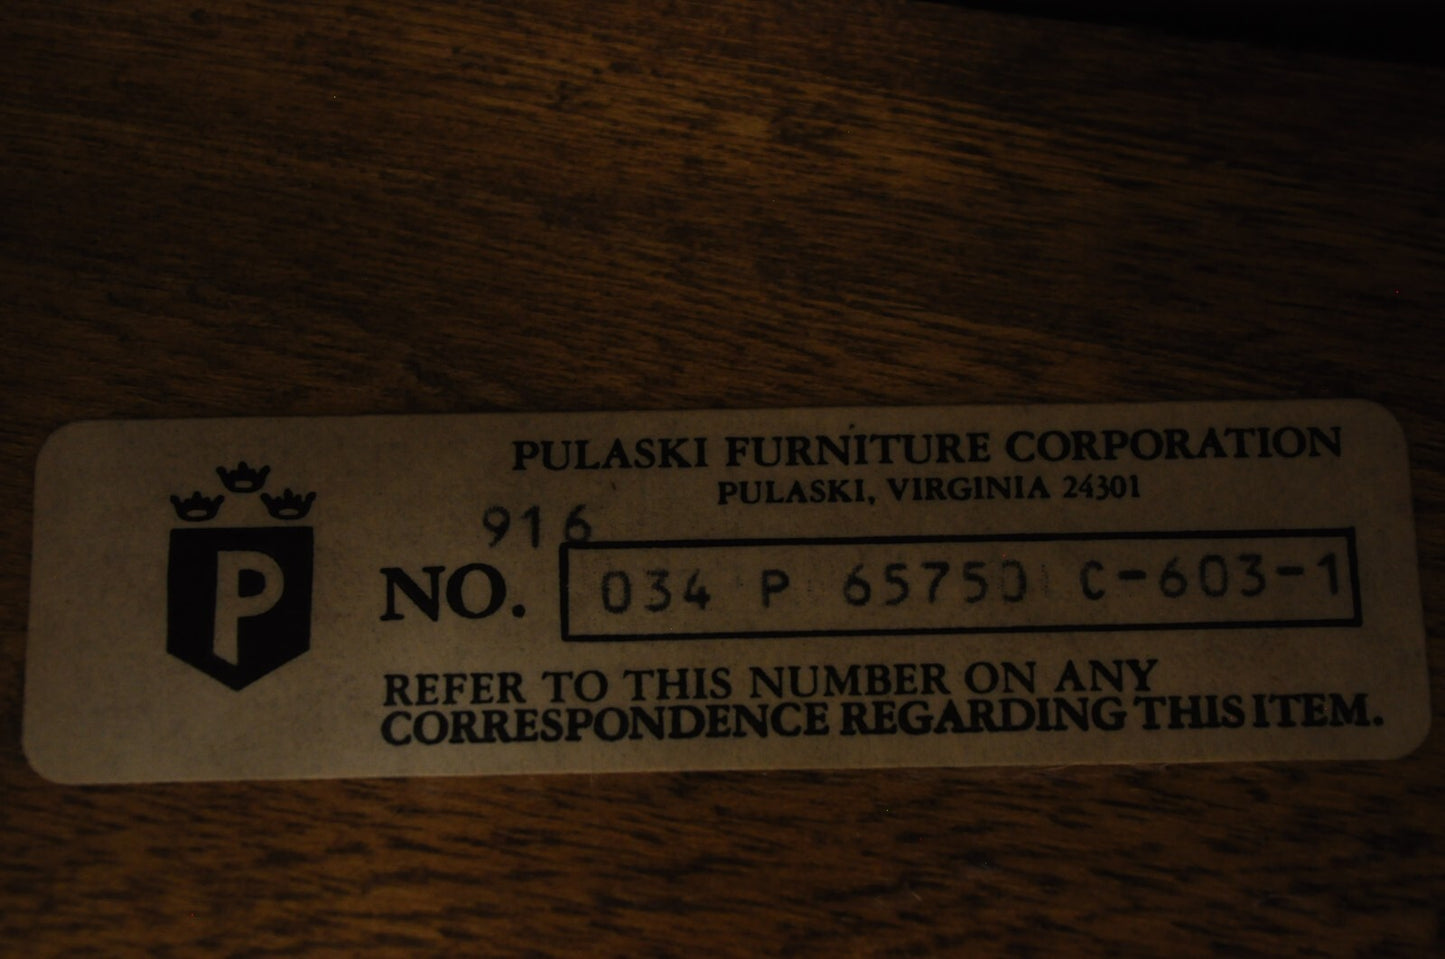 PULASKI FURNITURE CORPORATION
PULASKI, VIRGINIA 24301
916
NO. 034 P 65750 C-603-1
REFER TO THIS NUMBER ON ANY
CORRESPONDENCE REGARDING THIS ITEM.
P